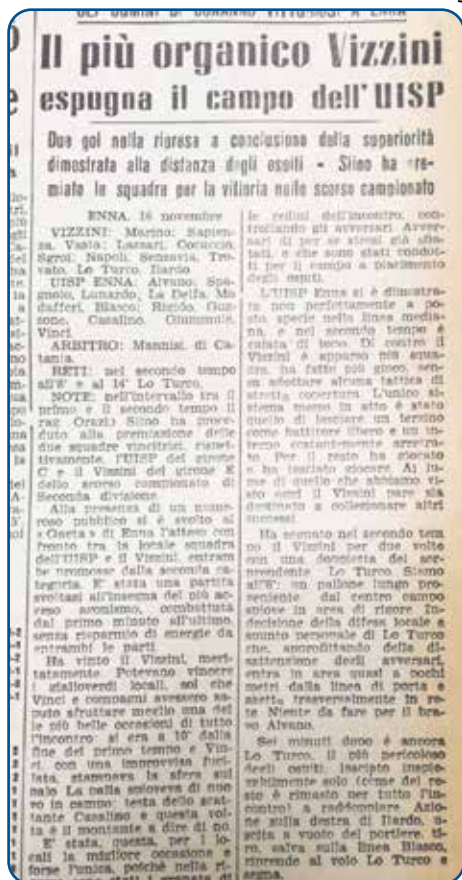 Il più organico Vizzini
espugna il campo dell'UISP
Due gol nella ripresa a conclusione della superiorità
dimostrata alla distanza degli ospiti - Siino ha pre-
miato le squadre per la vittoria nello scorso campionato
ENNA, 16 novembre
VIZZINI: Marino; Sapien-
za, Vasta; Lazzari, Cocuccio,
Sgroi, Napoli, Senzavia, Tro-
vato, Lo Turco, Ilardo
UISP ENNA: Alvano, Spa-
gnolo, Lunardo, La Delfa, Ma
dafferi, Blasco; Guz-
zone, Casalino, Giummule,
Vinci.
ARBITRO: Mannisi, di Ca-
tania.
RETI: nel secondo tempo
all'8' e al 14' Lo Turco.
NOTE: nell'intervallo tra il
primo e il secondo tempo il
rag. Orazio Siino ha proce-
duto alla premiazione delle
due squadre vincitrici, rispet-
tivamente, l'UISP del girone
C e il Vizzini del girone E
dello scorso campionato di
Seconda divisione.
Alla presenza di un nume-
roso pubblico si è svolto al
«Gaeta» di Enna l'atteso con-
fronto tra la locale squadra
dell'UISP e il Vizzini, entram
be promosse dalla seconda ca-
tegoria. E' stata una partita
svoltasi all'insegna del più ac-
ceso agonismo, combattuta
dal primo minuto all'ultimo,
senza risparmio di energie da
entrambi le parti.
Ha vinto il Vizzini, meri-
tatamente. Potevano vincere
i gialloverdi locali, sol che
Vinci e compagni avessero sa-
puto sfruttare meglio una del
le più belle occasioni di tutto
l'incontro: si era a 10' dalla
fine del primo tempo e Vin-
ci, con una improvvisa fuci-
lata, stampava la sfera sul
palo. La palla spioveva di nuo
vo in campo; testa dello scat-
tante Casalino e questa vol-
ta è il montante a dire di no.
E' stata, questa, per i lo-
cali la migliore occasione e
forse l'unica, poiché nella ri-
le redini dell'incontro, con-
trollando gli avversari. Avver-
sari di per se stessi già sfia-
tati, e che sono stati condot-
ti per il campo a piacimento
degli ospiti.
L'UISP Enna si è dimostra-
ta non perfettamente a po-
sto specie nella linea media-
na, e nel secondo tempo è
calata di tono. Di contro il
Vizzini è apparso più squa-
dra, ha fatto più gioco, sen-
za adottare alcuna tattica di
stretta copertura. L'unico si-
stema messo in atto è stato
quello di lasciare un terzino
come battitore libero e un in-
terno costantemente arretra-
to. Per il resto ha giocato
e ha lasciato giocare. Al lu-
me di quello che abbiamo vi-
sto oggi il Vizzini pare sia
destinato a collezionare altri
successi.
Ha segnato nel secondo tem
po il Vizzini per due volte
con una doppietta del sor-
prendente Lo Turco. Siamo
all'8': un pallone lungo pro-
veniente dal centro campo
spiove in area di rigore. In-
decisione della difesa locale e
spunto personale di Lo Turco
che, approfittando della di-
sattenzione degli avversari,
entra in area quasi a pochi
metri dalla linea di porta e
saetta trasversalmente in re-
te. Niente da fare per il bra-
vo Alvano.
Sei minuti dopo è ancora
Lo Turco, il più pericoloso
degli ospiti, lasciato inspie-
gabilmente solo (come del re-
sto è rimasto per tutto l'in-
contro) a raddoppiare. Azio-
ne sulla destra di Ilardo, u-
scita a vuoto del portiere, ti-
ro, salva sulla linea Blasco,
riprende al volo Lo Turco e
segna.